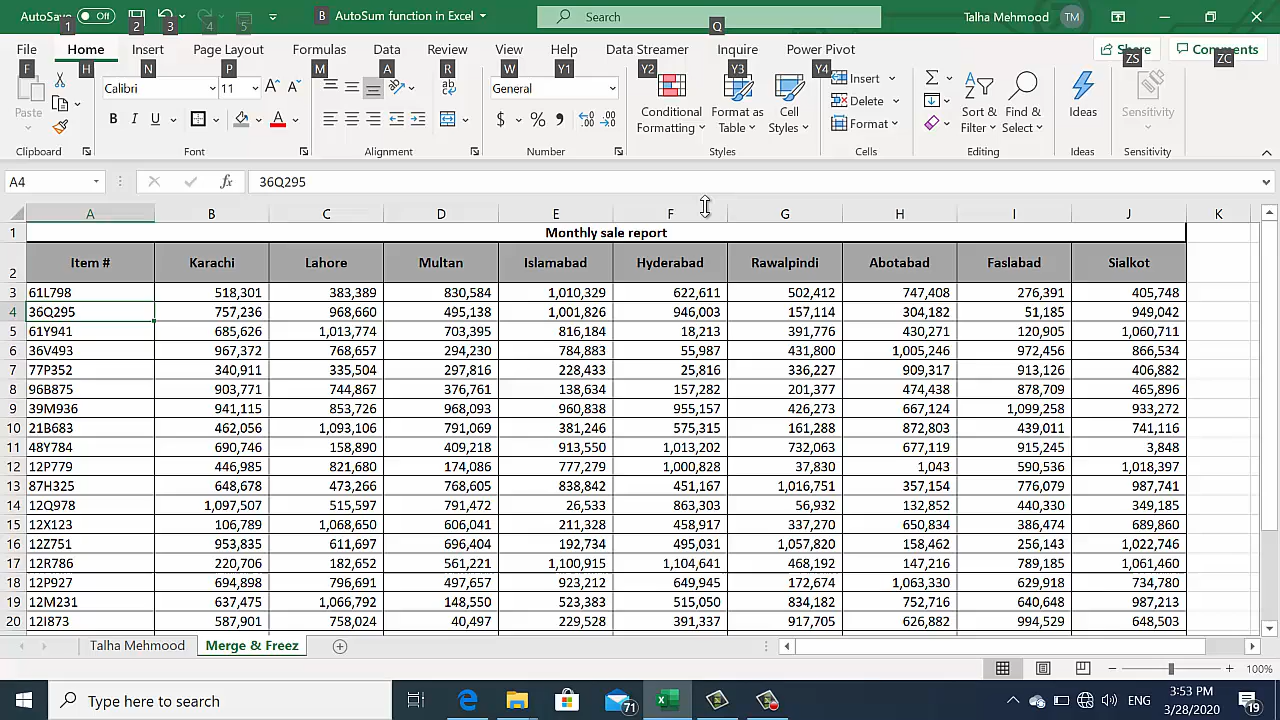 AutoSave Off AutoSum function in Excel Search Talha Mehmood TM
1 2 3 4 5 B Q
File Home Insert Page Layout Formulas Data Review View Help Data Streamer Inquire Power Pivot Share Comments
F H N P M A R W Y1 Y2 Y3 Y4 ZS ZC
Paste Calibri 11 General Conditional Formatting Format as Table Cell Styles Insert Delete Format Sort & Filter Find & Select Ideas Sensitivity
Clipboard Font Alignment Number Styles Cells Editing Ideas Sensitivity
A4 fx 36Q295
A B C D E F G H I J K
1 Monthly sale report
2 Item # Karachi Lahore Multan Islamabad Hyderabad Rawalpindi Abotabad Faslabad Sialkot
3 61L798 518,301 383,389 830,584 1,010,329 622,611 502,412 747,408 276,391 405,748
4 36Q295 757,236 968,660 495,138 1,001,826 946,003 157,114 304,182 51,185 949,042
5 61Y941 685,626 1,013,774 703,395 816,184 18,213 391,776 430,271 120,905 1,060,711
6 36V493 967,372 768,657 294,230 784,883 55,987 431,800 1,005,246 972,456 866,534
7 77P352 340,911 335,504 297,816 228,433 25,816 336,227 909,317 913,126 406,882
8 96B875 903,771 744,867 376,761 138,634 157,282 201,377 474,438 878,709 465,896
9 39M936 941,115 853,726 968,093 960,838 955,157 426,273 667,124 1,099,258 933,272
10 21B683 462,056 1,093,106 791,069 381,246 575,315 161,288 872,803 439,011 741,116
11 48Y784 690,746 158,890 409,218 913,550 1,013,202 732,063 677,119 915,245 3,848
12 12P779 446,985 821,680 174,086 777,279 1,000,828 37,830 1,043 590,536 1,018,397
13 87H325 648,678 473,266 768,605 838,842 451,167 1,016,751 357,154 776,079 987,741
14 12Q978 1,097,507 515,597 791,472 26,533 863,303 56,932 132,852 440,330 349,185
15 12X123 106,789 1,068,650 606,041 211,328 458,917 337,270 650,834 386,474 689,860
16 12Z751 953,835 611,697 696,404 192,734 495,031 1,057,820 158,462 256,143 1,022,746
17 12R786 220,706 182,652 561,221 1,100,915 1,104,641 468,192 147,216 789,185 1,061,460
18 12P927 694,898 796,691 497,657 923,212 649,945 172,674 1,063,330 629,918 734,780
19 12M231 637,475 1,066,792 148,550 523,383 515,050 834,182 752,716 640,648 987,213
20 12I873 587,901 758,024 40,497 229,528 391,337 917,705 626,882 994,529 648,503
Talha Mehmood Merge & Freez
100%
Type here to search 71 ENG 3:53 PM
3/28/2020 19